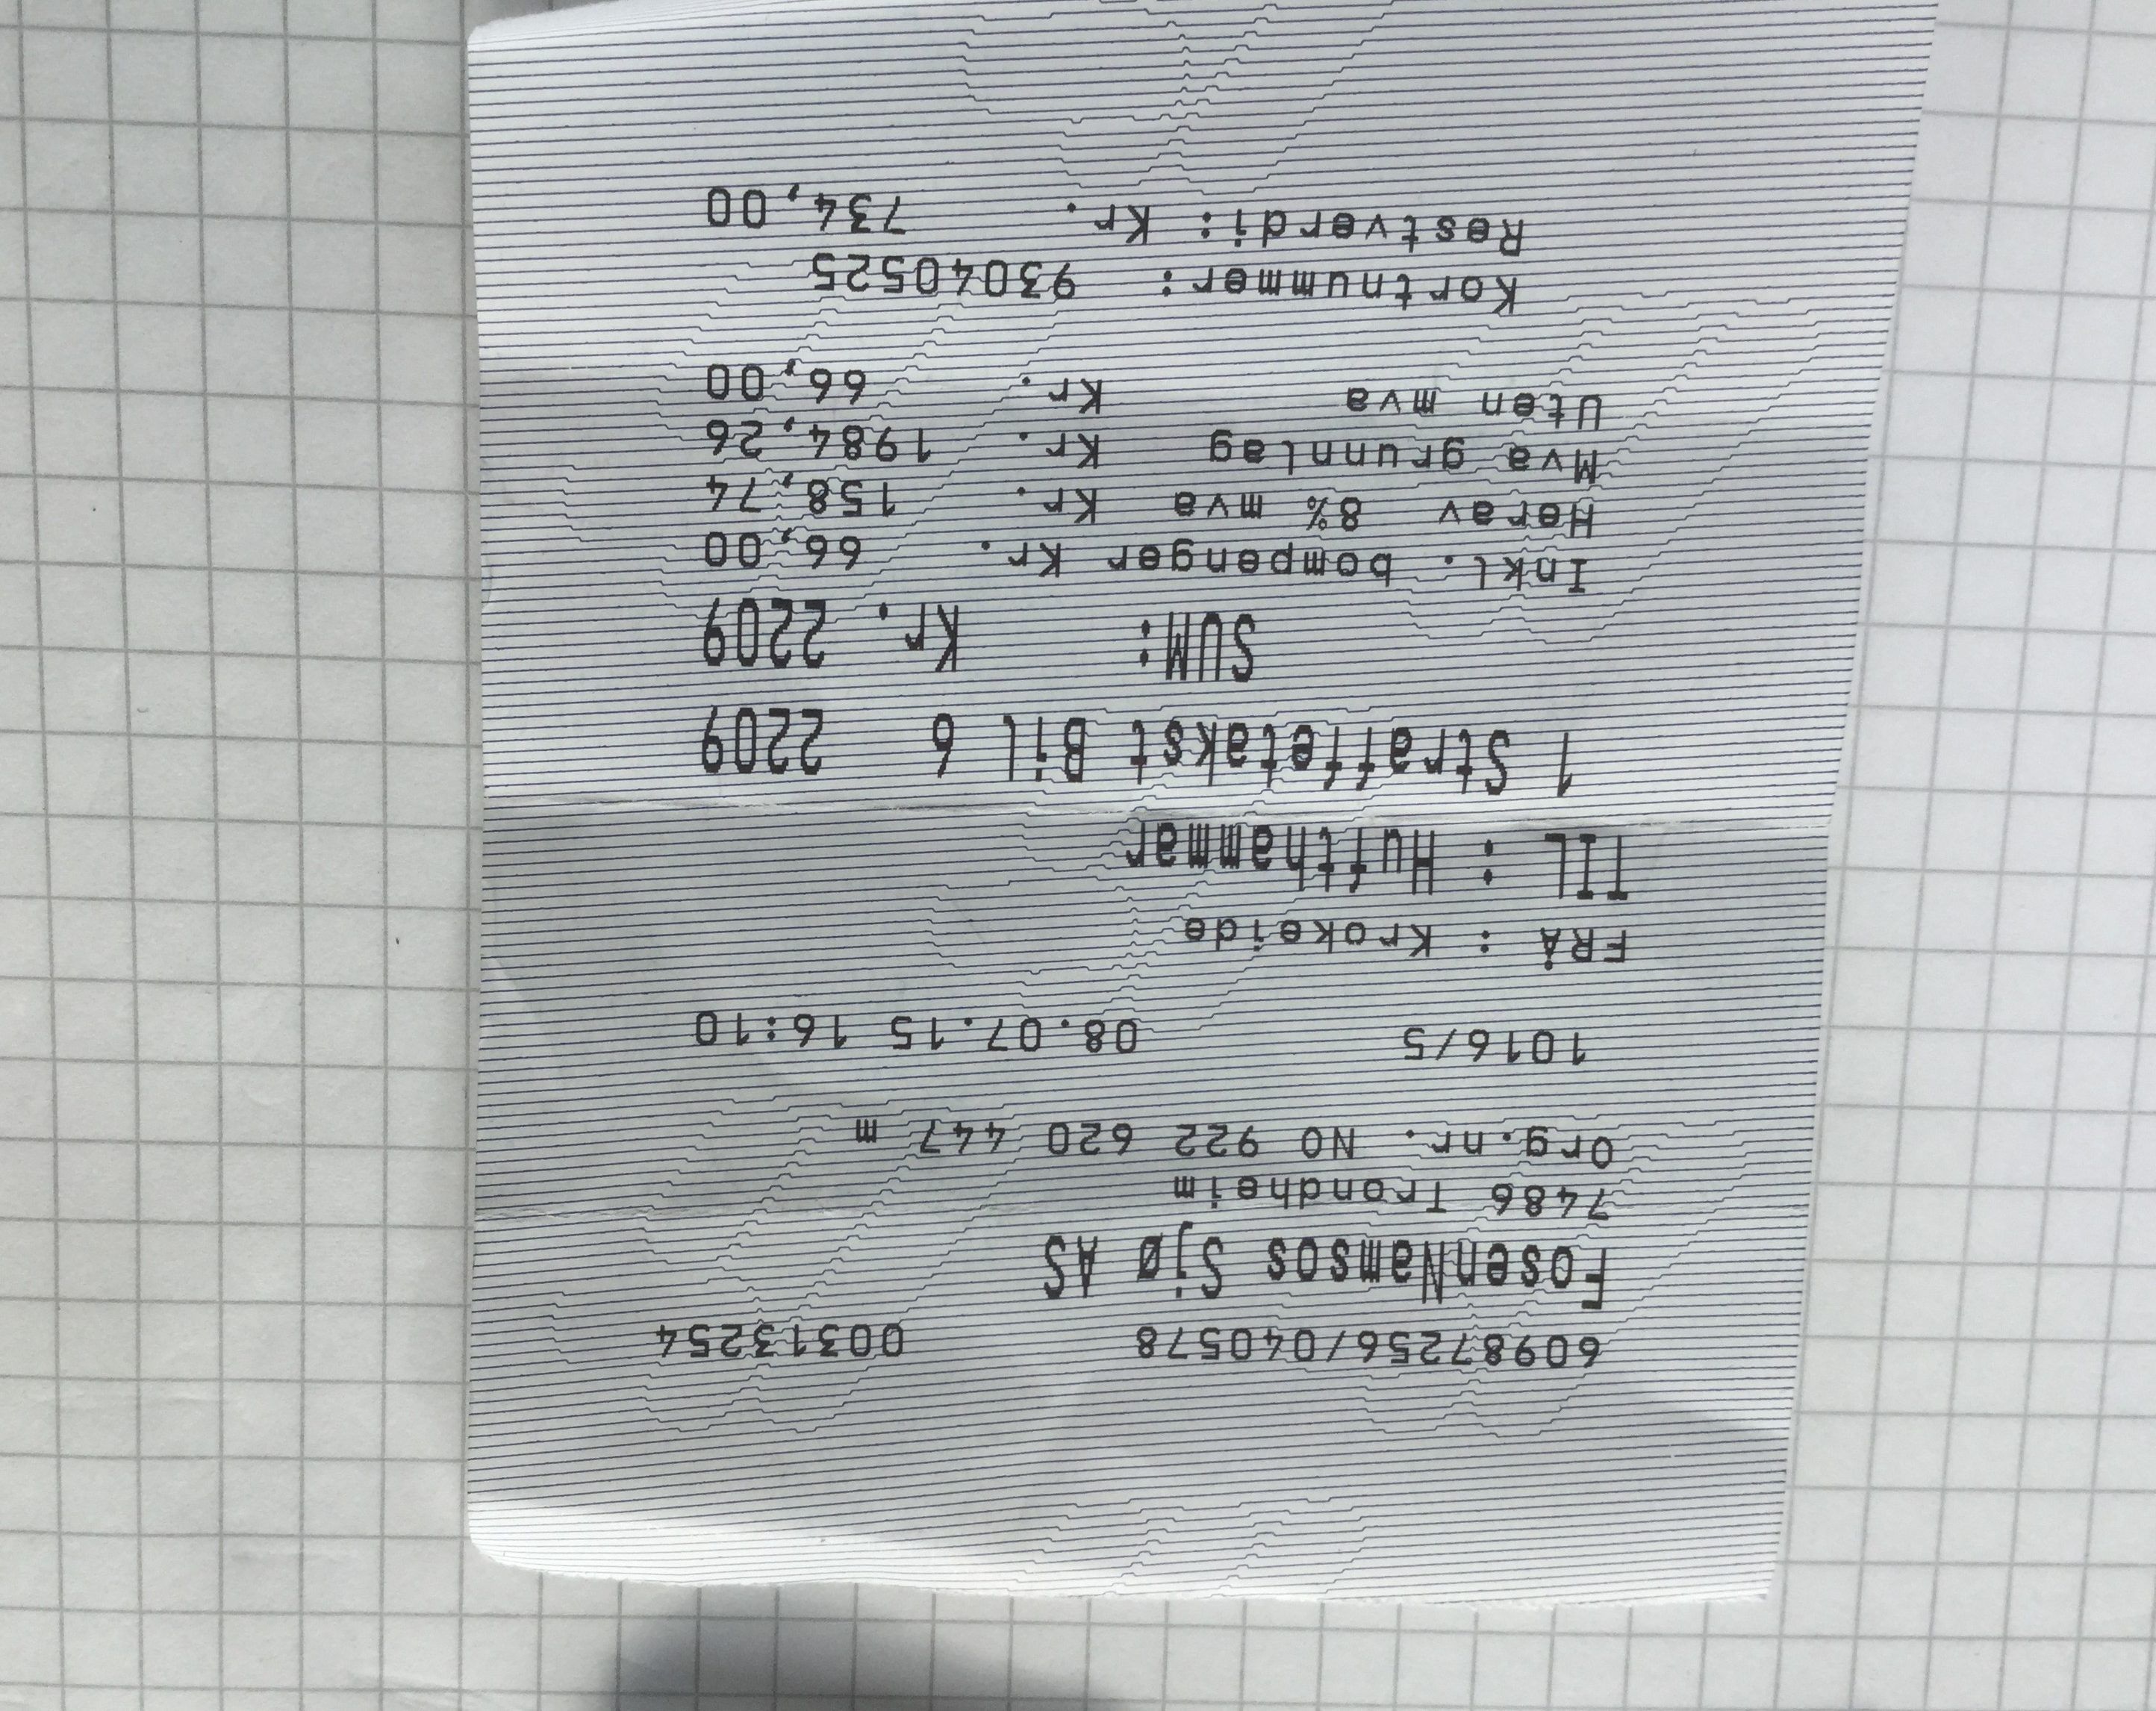 60987256/040578 00313254
FosenNamsos Sjø AS
7486 Trondheim
Org.nr. NO 922 620 447 m
1016/5 08.07.15 16:10
FRÅ : Krokeide
TIL : Hufthammar
1 Straffetakst Bil 6 2209
SUM: Kr. 2209
Inkl. bompenger Kr. 66,00
Herav 8% mva Kr. 158,74
Mva grunnlag Kr. 1984,26
Uten mva Kr. 66,00
Kortnummer: 93040525
Restverdi: Kr. 734,00